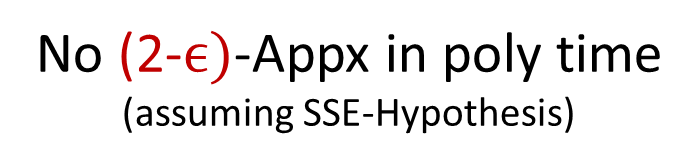 No (2-ϵ)-Appx in poly time
(assuming SSE-Hypothesis)